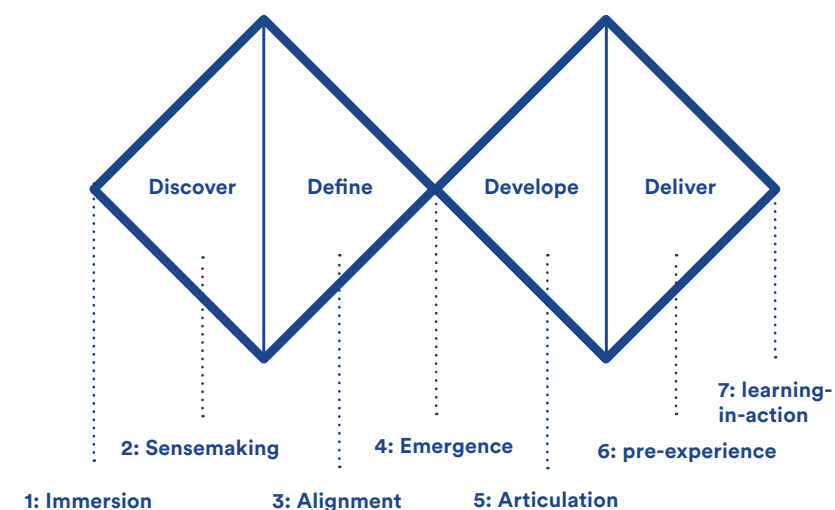 Discover
Define
Develope
Deliver
7: learning-
in-action
2: Sensemaking
4: Emergence
6: pre-experience
1: Immersion
3: Alignment
5: Articulation